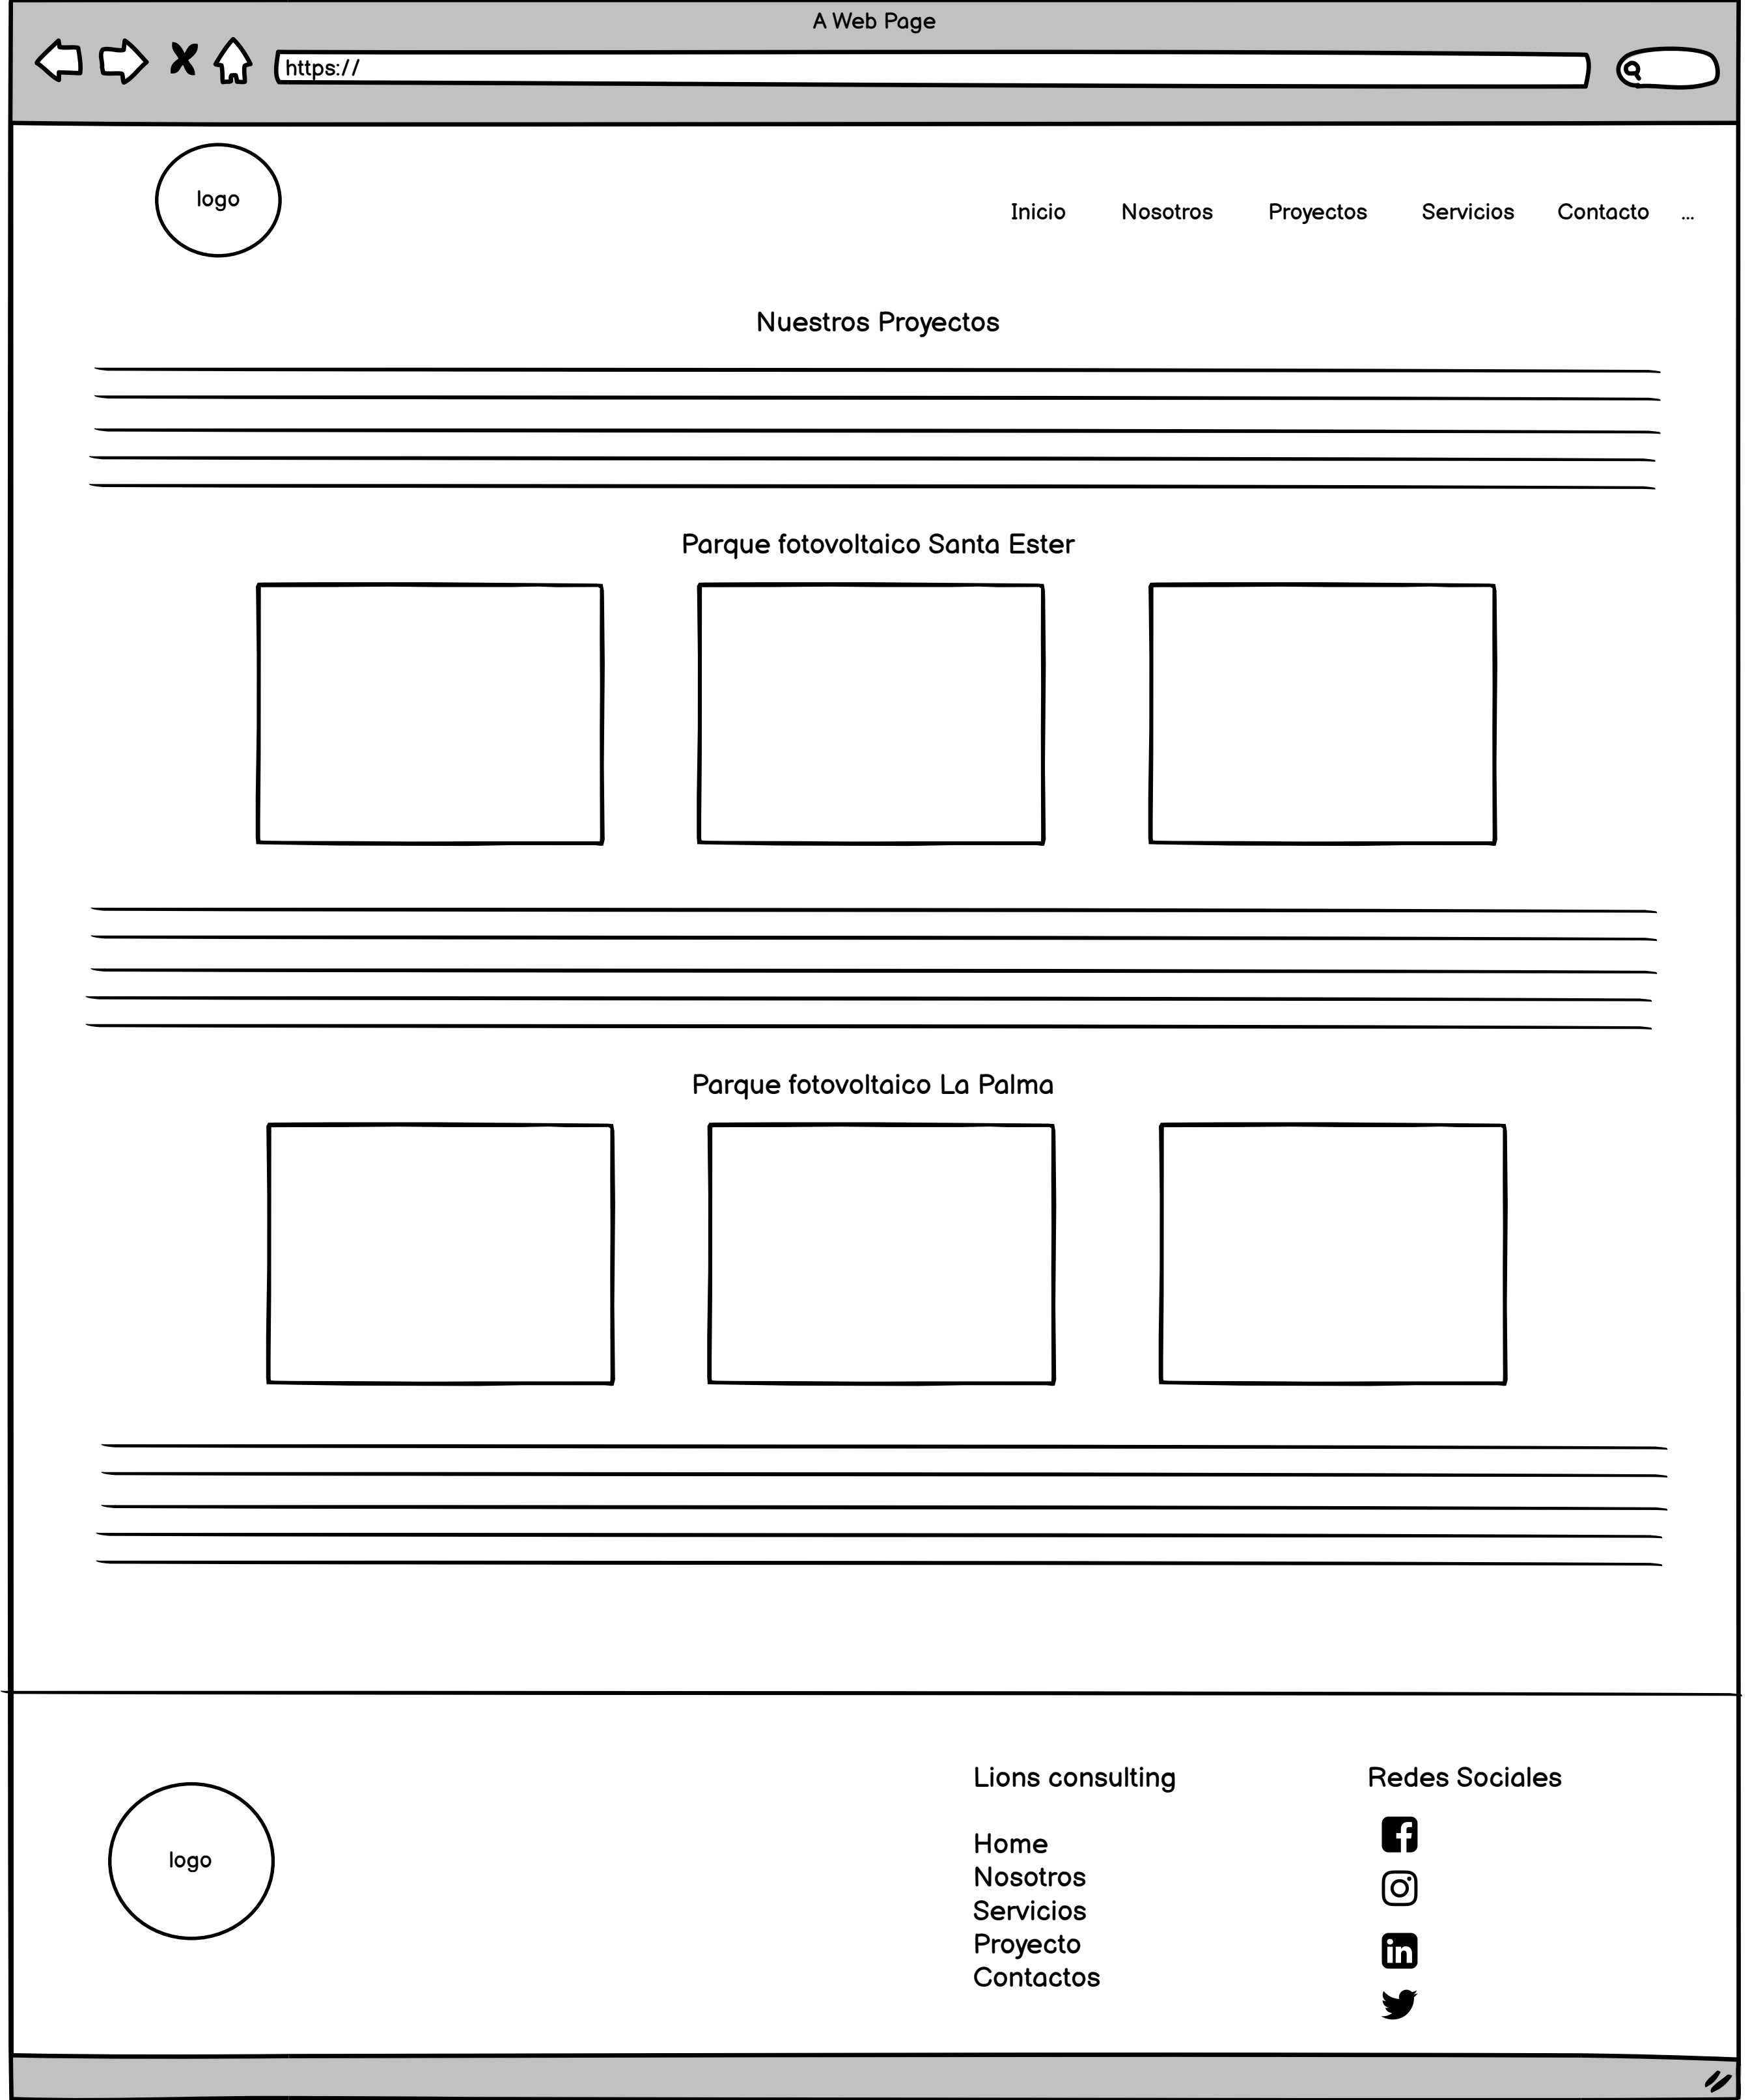 A Web Page
https://
logo
Inicio Nosotros Proyectos Servicios Contacto ...
Nuestros Proyectos
Parque fotovoltaico Santa Ester
Parque fotovoltaico La Palma
logo
Lions consulting
Home
Nosotros
Servicios
Proyecto
Contactos
Redes Sociales